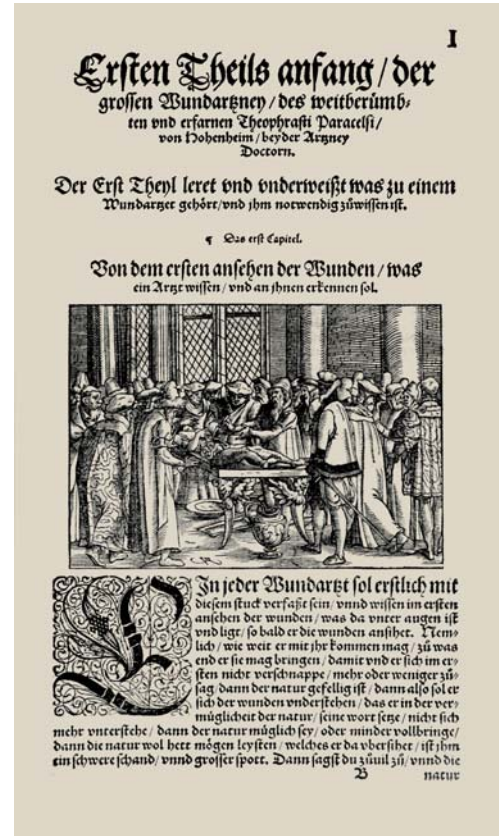 I
Ersten Theils anfang / der
grossen Wundartzney / des weitberümb⸗
ten vnd erfarnen Theophrasti Paracelsi /
von Hohenheim / beyder Artzney
Doctorn.
Der Erst Theyl leret vnd vnderweißt was zu einem
Wundartzet gehört / vnd jhm notwendig züwissen ist.
¶ Das erst Capitel.
Von dem ersten ansehen der Wunden / was
ein Artzt wissen / vnd an jhnen erkennen sol.
EIn jeder Wundartzt sol erstlich mit
diesem stuck verfaßt sein / vnnd wissen im ersten
ansehen der wunden / was da vnter augen ist
vnd ligt / so bald er die wunden ansihet. Nem⸗
lich / wie weit er mit jhr kommen mag / zů was
end er sie mag bringen / damit vnd er sich im er⸗
sten nicht verschnappe / mehr oder weniger zů⸗
sag / dann der natur gefellig ist / dann also sol er
sich der wunden vnderstehen / das er in der ver⸗
müglicheit der natur / seine wort setze / nicht sich
mehr vnterstehe / dann der natur müglich sey / oder minder vollbringe /
dann die natur wol hett mögen leysten / welches er da vbersihet / ist jhm
ein schwere schand / vnnd grosser spott. Dann sagst du züuil zů / vnnd die
B natur